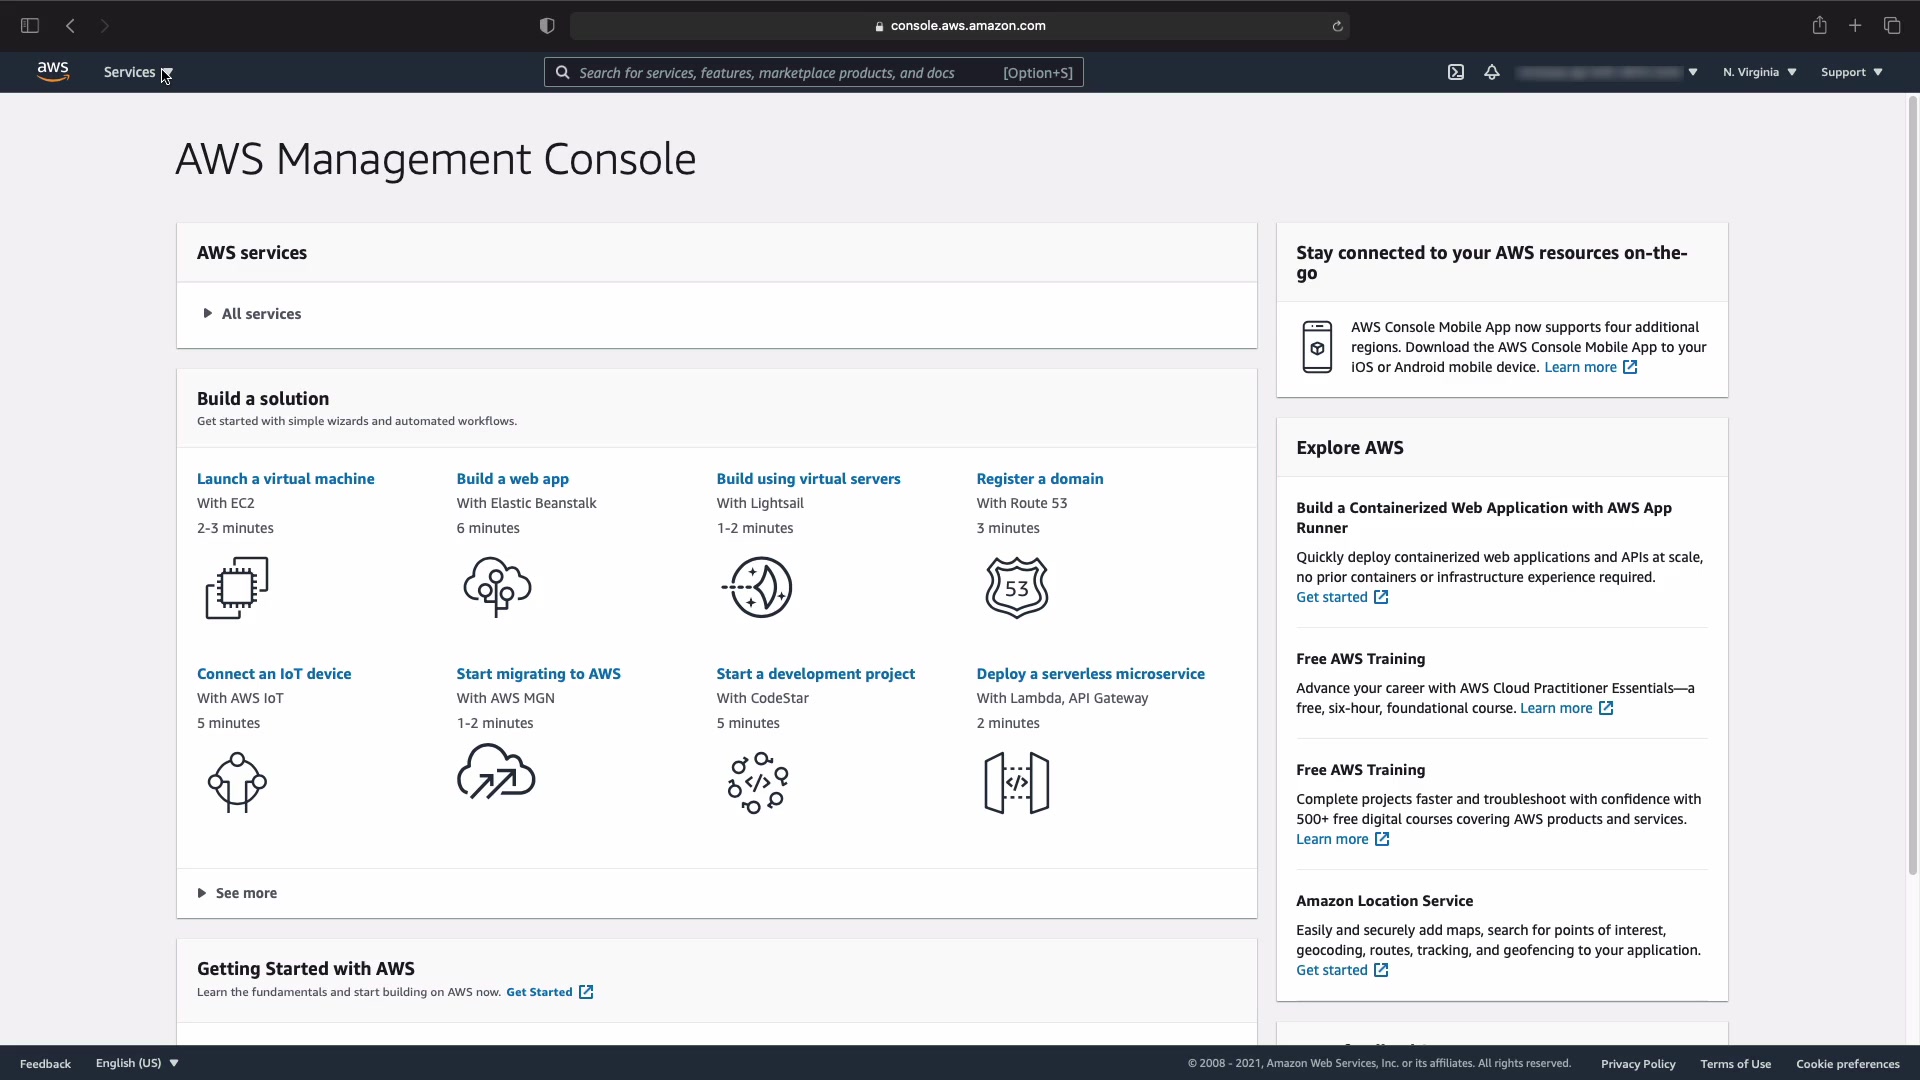 console.aws.amazon.com
aws
Services
Search for services, features, marketplace products, and docs
[Option+S]
N. Virginia
Support
AWS Management Console
AWS services
All services
Build a solution
Get started with simple wizards and automated workflows.
Launch a virtual machine
With EC2
2-3 minutes
Build a web app
With Elastic Beanstalk
6 minutes
Build using virtual servers
With Lightsail
1-2 minutes
Register a domain
With Route 53
3 minutes
53
Connect an IoT device
With AWS IoT
5 minutes
Start migrating to AWS
With AWS MGN
1-2 minutes
Start a development project
With CodeStar
5 minutes
</>
Deploy a serverless microservice
With Lambda, API Gateway
2 minutes
</>
See more
Getting Started with AWS
Learn the fundamentals and start building on AWS now. Get Started
Stay connected to your AWS resources on-the-
go
AWS Console Mobile App now supports four additional
regions. Download the AWS Console Mobile App to your
iOS or Android mobile device. Learn more
Explore AWS
Build a Containerized Web Application with AWS App
Runner
Quickly deploy containerized web applications and APIs at scale,
no prior containers or infrastructure experience required.
Get started
Free AWS Training
Advance your career with AWS Cloud Practitioner Essentials—a
free, six-hour, foundational course. Learn more
Free AWS Training
Complete projects faster and troubleshoot with confidence with
500+ free digital courses covering AWS products and services.
Learn more
Amazon Location Service
Easily and securely add maps, search for points of interest,
geocoding, routes, tracking, and geofencing to your application.
Get started
Feedback
English (US)
© 2008 - 2021, Amazon Web Services, Inc. or its affiliates. All rights reserved.
Privacy Policy
Terms of Use
Cookie preferences